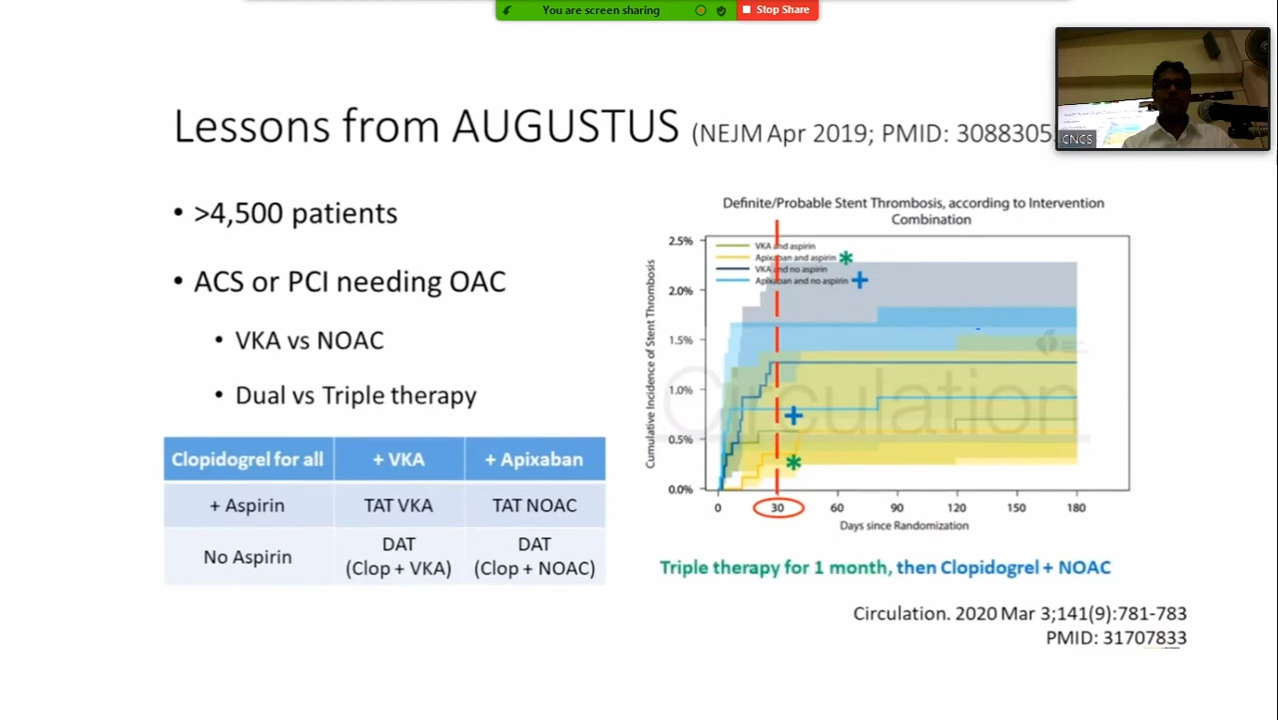 You are screen sharing
Stop Share
CNCS
Lessons from AUGUSTUS (NEJM Apr 2019; PMID: 3088305
• >4,500 patients
• ACS or PCI needing OAC
• VKA vs NOAC
• Dual vs Triple therapy
Clopidogrel for all + VKA + Apixaban
+ Aspirin TAT VKA TAT NOAC
No Aspirin DAT (Clop + VKA) DAT (Clop + NOAC)
Definite/Probable Stent Thrombosis, according to Intervention
Combination
Cumulative Incidence of Stent Thrombosis
2.5%
2.0%
1.5%
1.0%
0.5%
0.0%
VKA and aspirin
Apixaban and aspirin
VKA and no aspirin
Apixaban and no aspirin
Circulation
0 30 60 90 120 150 180
Days since Randomization
Triple therapy for 1 month, then Clopidogrel + NOAC
Circulation. 2020 Mar 3;141(9):781-783
PMID: 31707833